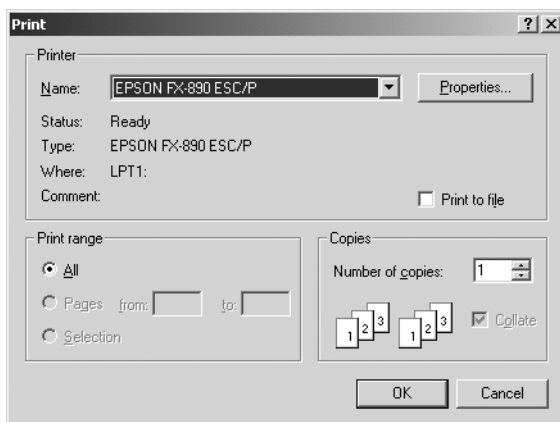 Print
? X
Printer
Name: EPSON FX-890 ESC/P Properties...
Status: Ready
Type: EPSON FX-890 ESC/P
Where: LPT1:
Comment: Print to file
Print range
All
Pages from: to:
Selection
Copies
Number of copies: 1
1 2 3 1 2 3
Collate
OK Cancel